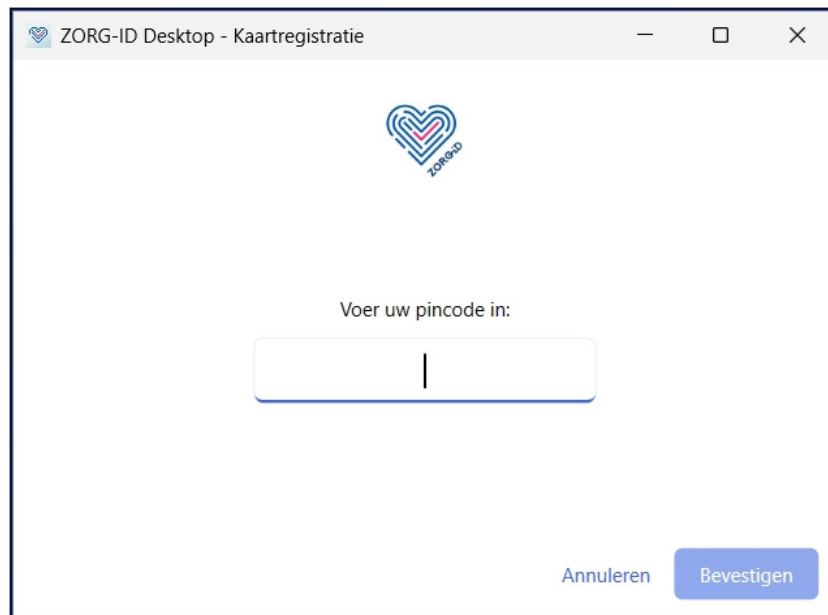 ZORG-ID Desktop - Kaartregistratie
ZORG-ID
Voer uw pincode in:
Annuleren
Bevestigen